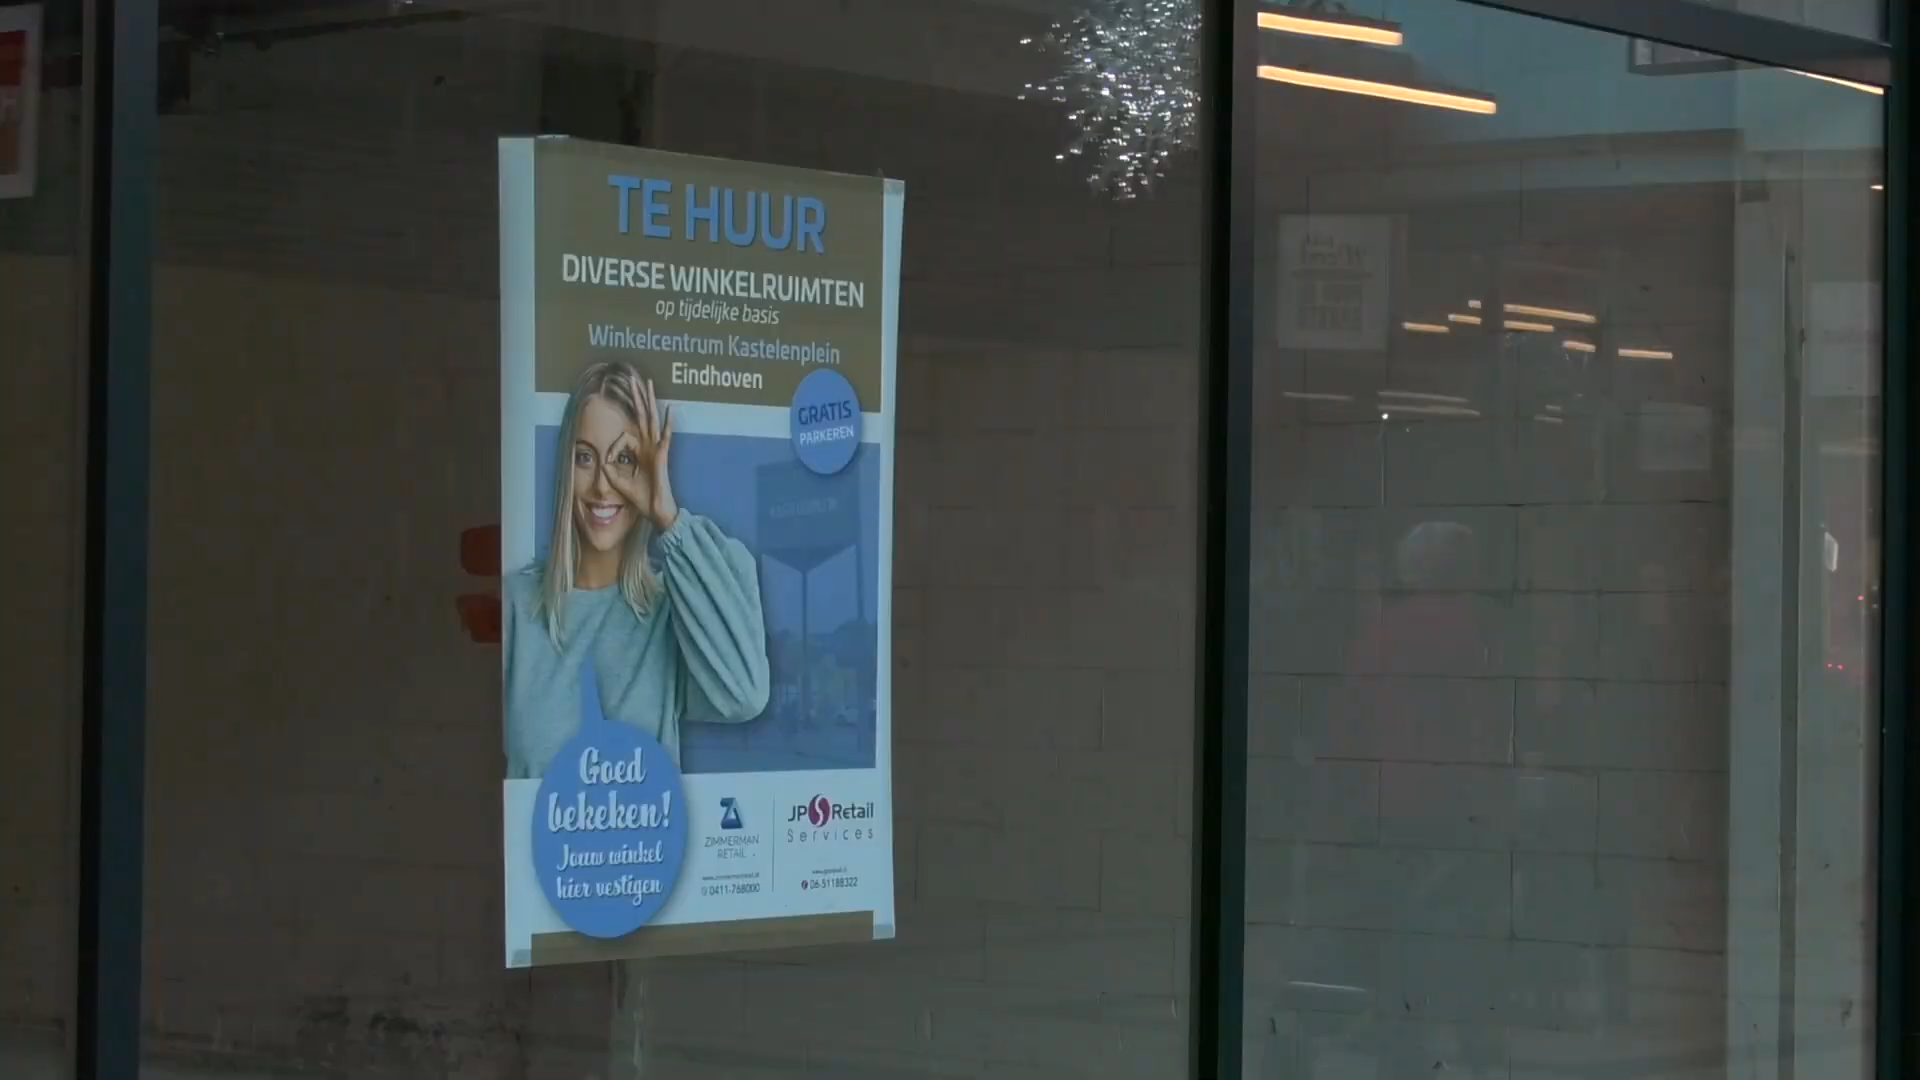 TE HUUR
DIVERSE WINKELRUIMTEN
op tijdelijke basis
Winkelcentrum Kastelenplein
Eindhoven
GRATIS
PARKEREN
Goed
bekeken!
Jouw winkel
hier vestigen
ZIMMERMAN
RETAIL
0411-768000
JP Retail
Services
06-51188322